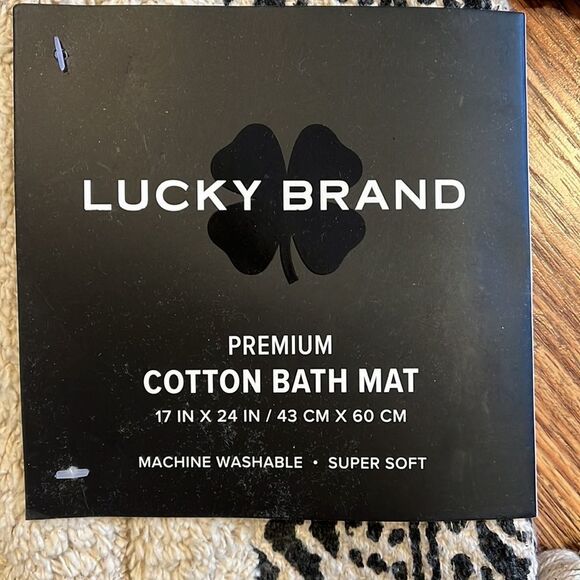 LUCKY BRAND
PREMIUM
COTTON BATH MAT
17 IN X 24 IN / 43 CM X 60 CM
MACHINE WASHABLE • SUPER SOFT